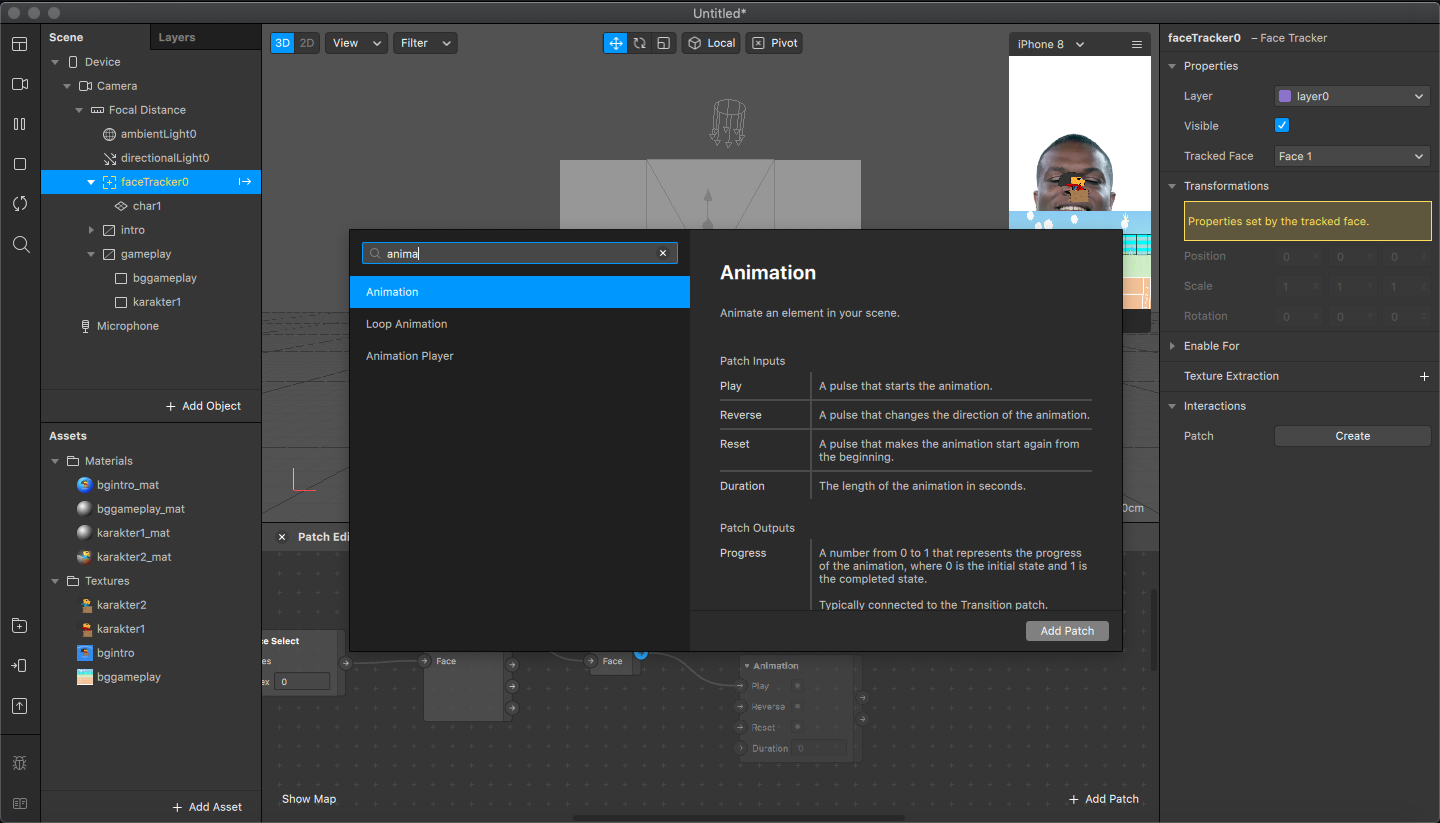 Untitled*
Scene
Layers
Device
Camera
Focal Distance
ambientLight0
directionalLight0
faceTracker0
char1
intro
gameplay
bggameplay
karakter1
Microphone
+ Add Object
Assets
Materials
bgintro_mat
bggameplay_mat
karakter1_mat
karakter2_mat
Textures
karakter2
karakter1
bgintro
bggameplay
+ Add Asset
3D 2D
View
Filter
Local
Pivot
iPhone 8
anima
Animation
Loop Animation
Animation Player
Animation
Animate an element in your scene.
Patch Inputs
Play A pulse that starts the animation.
Reverse A pulse that changes the direction of the animation.
Reset A pulse that makes the animation start again from
the beginning.
Duration The length of the animation in seconds.
Patch Outputs
Progress A number from 0 to 1 that represents the progress
of the animation, where 0 is the initial state and 1 is
the completed state.
Typically connected to the Transition patch.
Add Patch
0cm
Patch Edi
ce Select
es
ex 0
Face
Face
Animation
Play
Reverse
Reset
Duration 0
Show Map
+ Add Patch
faceTracker0 – Face Tracker
Properties
Layer layer0
Visible
Tracked Face Face 1
Transformations
Properties set by the tracked face.
Position 0 0 0
Scale 1 1 1
Rotation 0 0 0
Enable For
Texture Extraction +
Interactions
Patch Create